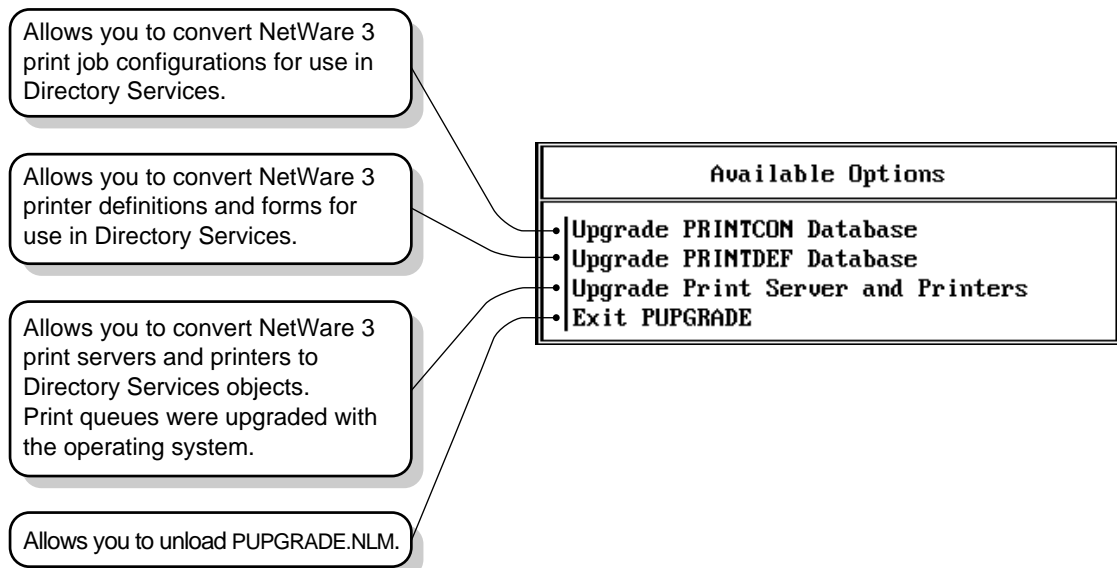 Allows you to convert NetWare 3
print job configurations for use in
Directory Services.
Allows you to convert NetWare 3
printer definitions and forms for
use in Directory Services.
Allows you to convert NetWare 3
print servers and printers to
Directory Services objects.
Print queues were upgraded with
the operating system.
Allows you to unload PUPGRADE.NLM.
Available Options
Upgrade PRINTCON Database
Upgrade PRINTDEF Database
Upgrade Print Server and Printers
Exit PUPGRADE